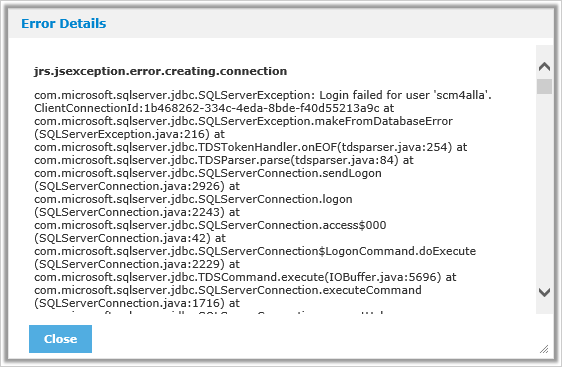 Error Details
jrs.jsexception.error.creating.connection
com.microsoft.sqlserver.jdbc.SQLServerException: Login failed for user 'scm4alla'.
ClientConnectionId:1b468262-334c-4eda-8bde-f40d55213a9c at
com.microsoft.sqlserver.jdbc.SQLServerException.makeFromDatabaseError
(SQLServerException.java:216) at
com.microsoft.sqlserver.jdbc.TDSTokenHandler.onEOF(tdsparser.java:254) at
com.microsoft.sqlserver.jdbc.TDSParser.parse(tdsparser.java:84) at
com.microsoft.sqlserver.jdbc.SQLServerConnection.sendLogon
(SQLServerConnection.java:2926) at
com.microsoft.sqlserver.jdbc.SQLServerConnection.logon
(SQLServerConnection.java:2243) at
com.microsoft.sqlserver.jdbc.SQLServerConnection.access$000
(SQLServerConnection.java:42) at
com.microsoft.sqlserver.jdbc.SQLServerConnection$LogonCommand.doExecute
(SQLServerConnection.java:2229) at
com.microsoft.sqlserver.jdbc.TDSCommand.execute(IOBuffer.java:5696) at
com.microsoft.sqlserver.jdbc.SQLServerConnection.executeCommand
(SQLServerConnection.java:1716) at
Close